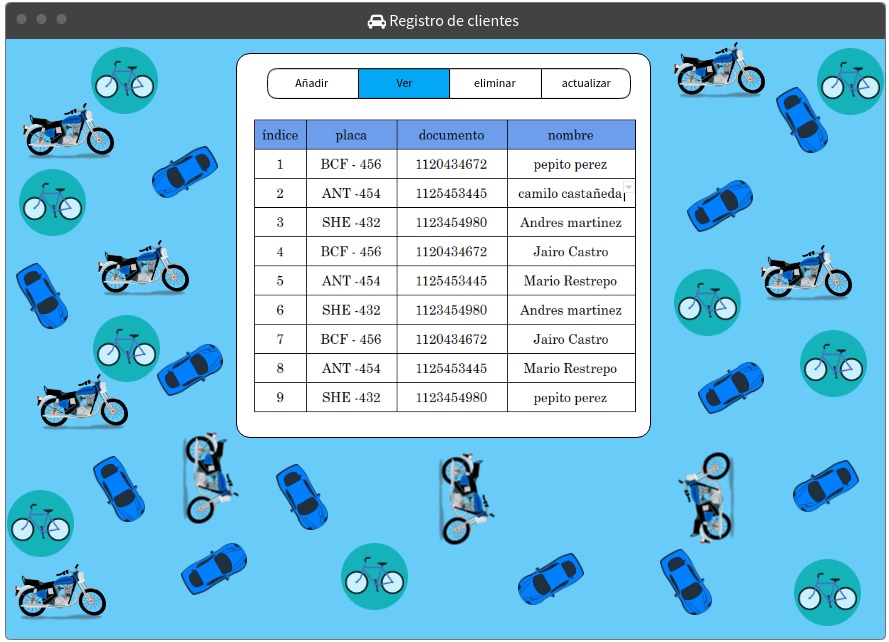 Registro de clientes
Añadir Ver eliminar actualizar
índice placa documento nombre
1 BCF - 456 1120434672 pepito perez
2 ANT -454 1125453445 camilo castañeda
3 SHE -432 1123454980 Andres martinez
4 BCF - 456 1120434672 Jairo Castro
5 ANT -454 1125453445 Mario Restrepo
6 SHE -432 1123454980 Andres martinez
7 BCF - 456 1120434672 Jairo Castro
8 ANT -454 1125453445 Mario Restrepo
9 SHE -432 1123454980 pepito perez